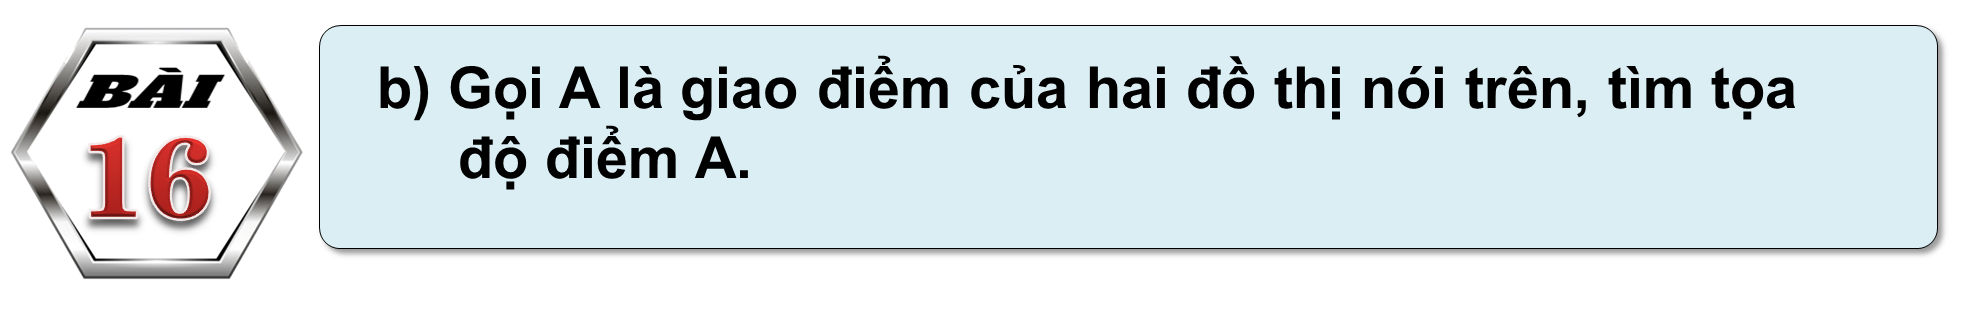 BÀI
16
b) Gọi A là giao điểm của hai đồ thị nói trên, tìm tọa
độ điểm A.